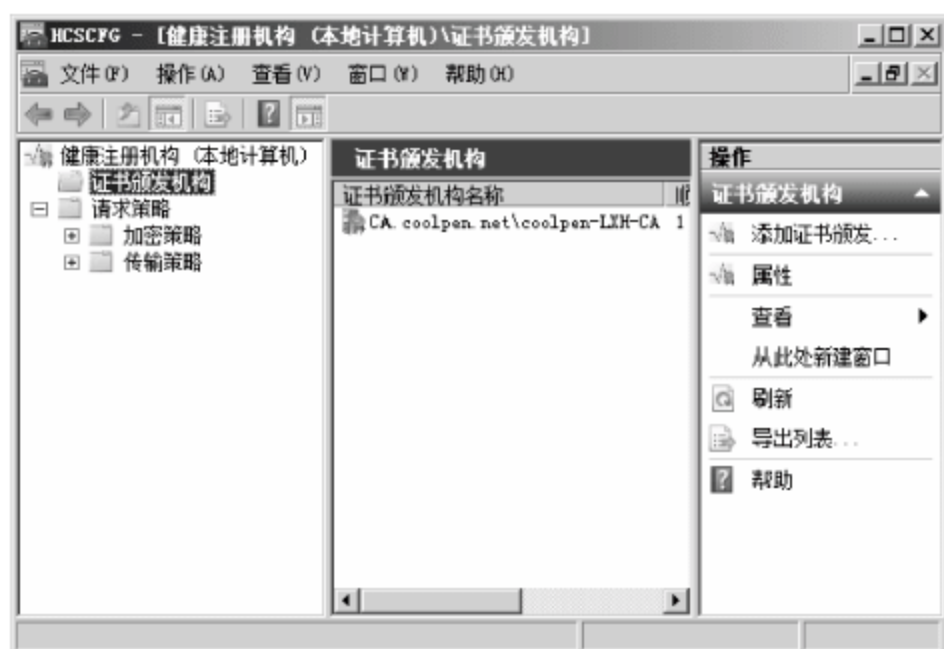 HCSCFG - [健康注册机构 (本地计算机)\证书颁发机构]
文件(F) 操作(A) 查看(V) 窗口(W) 帮助(H)
健康注册机构 (本地计算机)
证书颁发机构
请求策略
加密策略
传输策略
证书颁发机构
证书颁发机构名称
CA.coolpen.net\coolpen-LXH-CA 1
操作
证书颁发机构
添加证书颁发...
属性
查看
从此处新建窗口
刷新
导出列表...
帮助